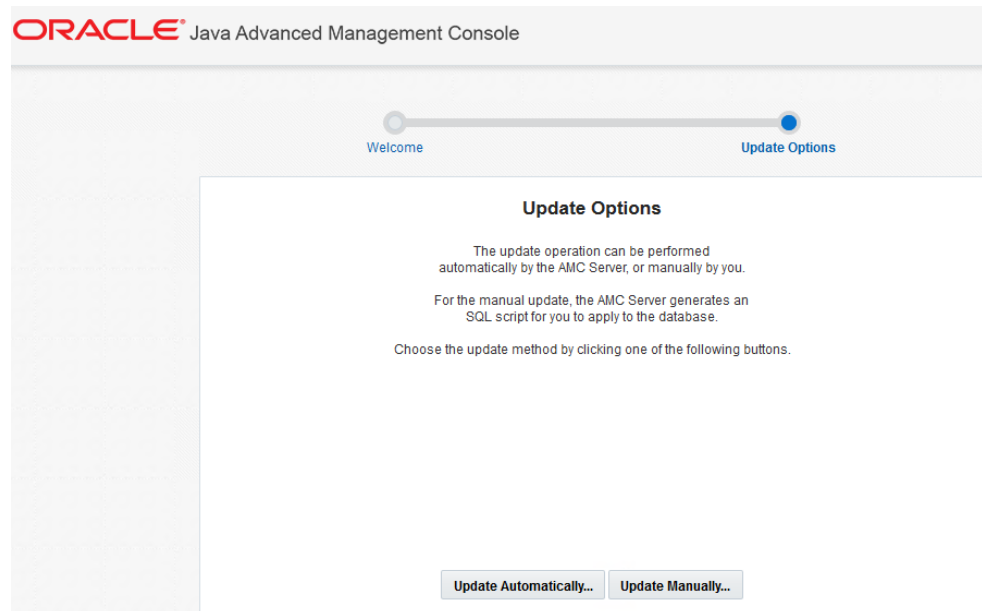 ORACLE® Java Advanced Management Console
Welcome
Update Options
Update Options
The update operation can be performed
automatically by the AMC Server, or manually by you.
For the manual update, the AMC Server generates an
SQL script for you to apply to the database.
Choose the update method by clicking one of the following buttons.
Update Automatically... Update Manually...